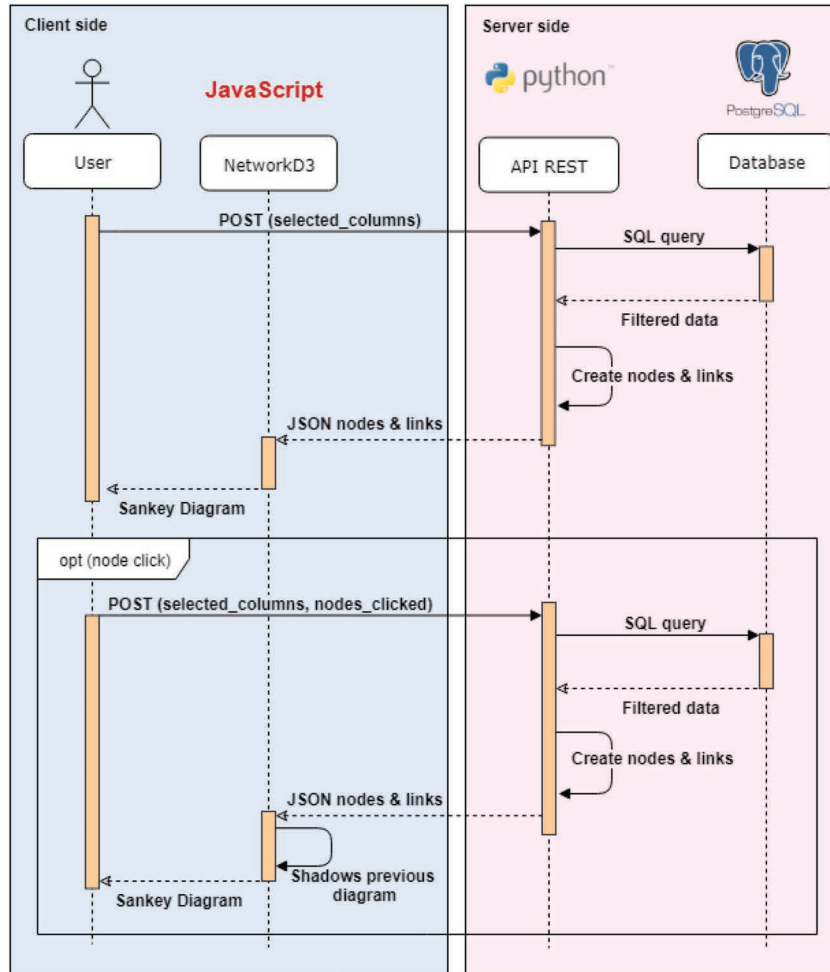 Client side
Server side
JavaScript
python™
PostgreSQL
User
NetworkD3
API REST
Database
POST (selected_columns)
SQL query
Filtered data
Create nodes & links
JSON nodes & links
Sankey Diagram
opt (node click)
POST (selected_columns, nodes_clicked)
SQL query
Filtered data
Create nodes & links
JSON nodes & links
Shadows previous
diagram
Sankey Diagram